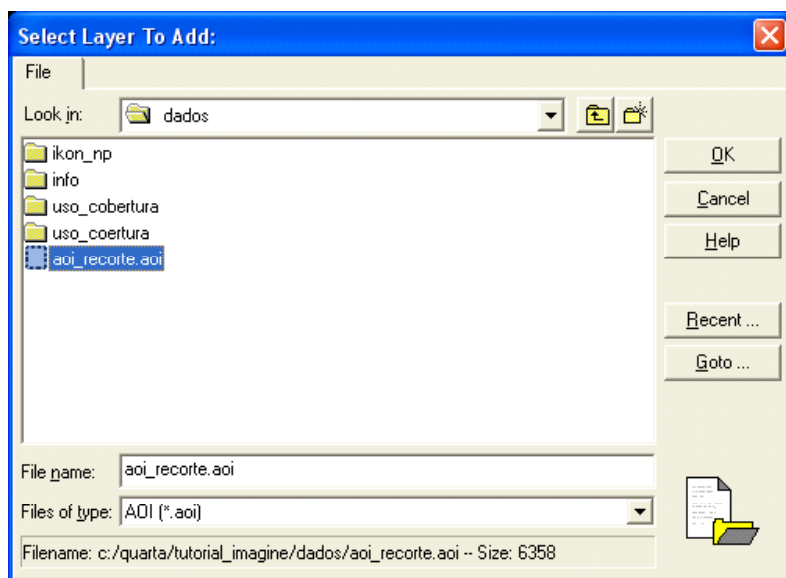 Select Layer To Add:
File
Look in: dados
ikon_np
info
uso_cobertura
uso_coertura
aoi_recorte.aoi
OK
Cancel
Help
Recent ...
Goto ...
File name: aoi_recorte.aoi
Files of type: AOI (*.aoi)
Filename: c:/quarta/tutorial_imagine/dados/aoi_recorte.aoi -- Size: 6358